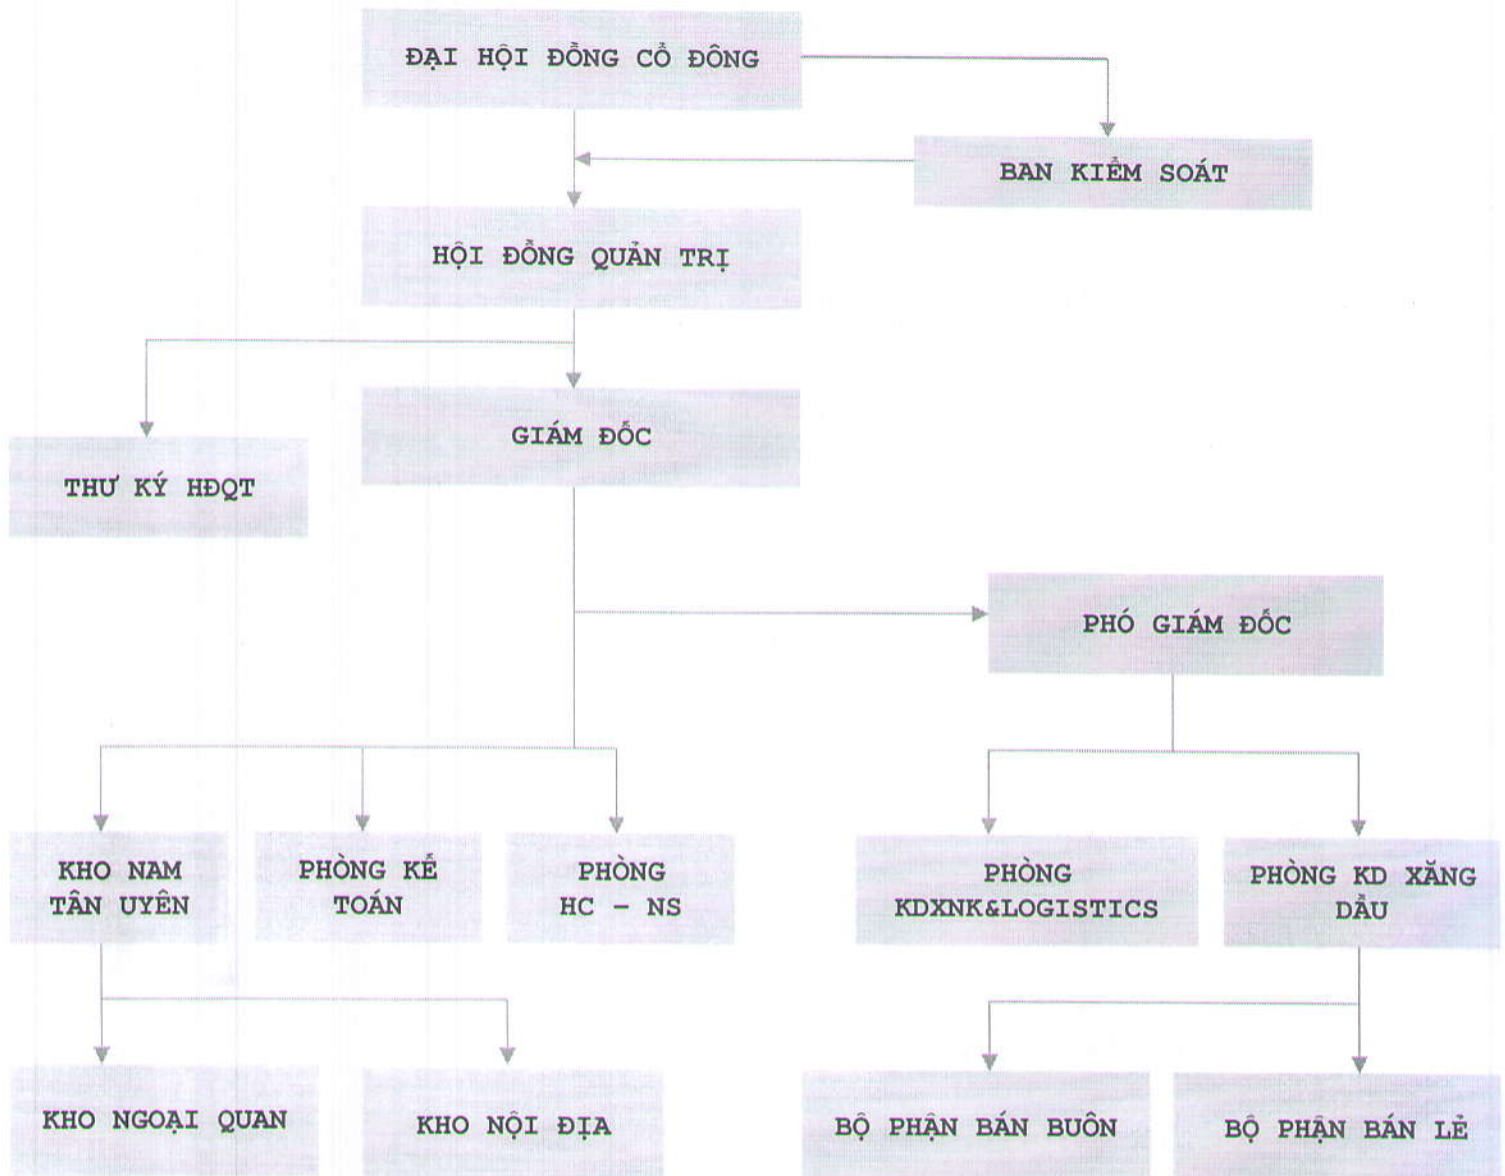 ĐẠI HỘI ĐỒNG CỔ ĐÔNG
BAN KIỂM SOÁT
HỘI ĐỒNG QUẢN TRỊ
GIÁM ĐỐC
THƯ KÝ HĐQT
PHÓ GIÁM ĐỐC
KHO NAM
TÂN UYÊN
PHÒNG KẾ
TOÁN
PHÒNG
HC – NS
PHÒNG
KDXNK&LOGISTICS
PHÒNG KD XĂNG
DẦU
KHO NGOẠI QUAN
KHO NỘI ĐỊA
BỘ PHẬN BÁN BUÔN
BỘ PHẬN BÁN LẺ